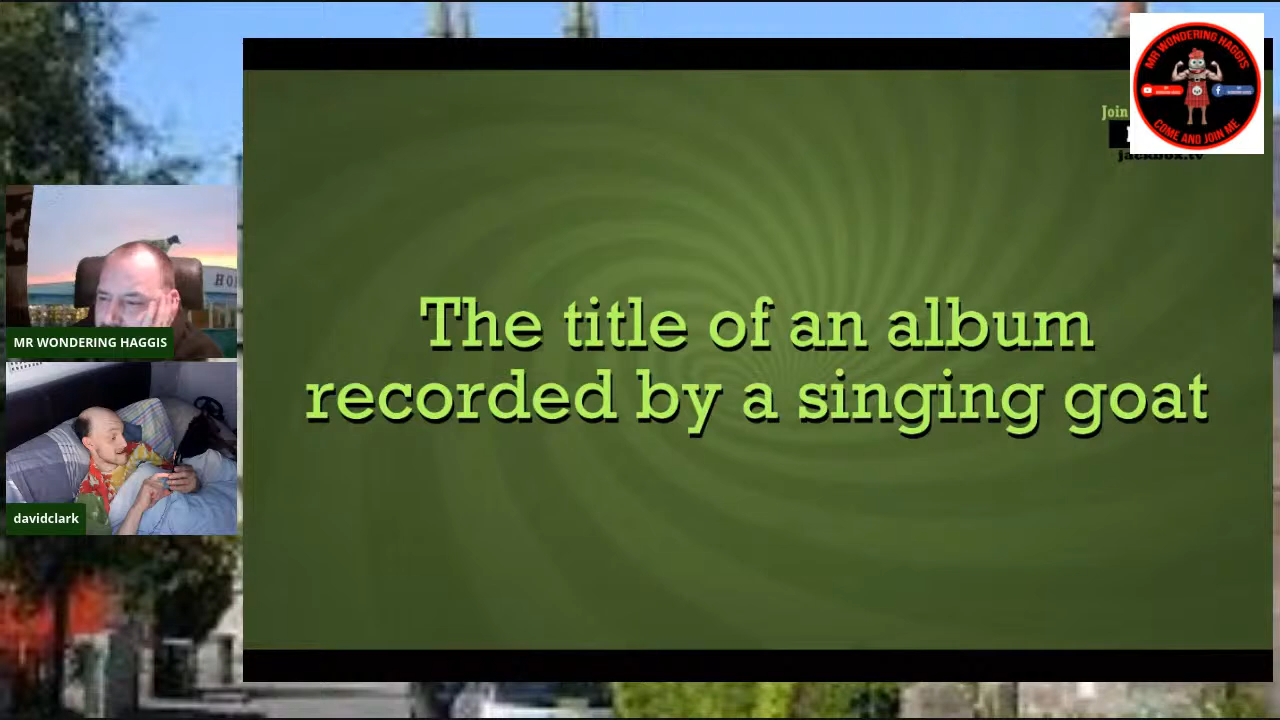 MR WONDERING HAGGIS
COME AND JOIN ME
Join
jackbox.tv
HO
The title of an album
recorded by a singing goat
MR WONDERING HAGGIS
davidclark